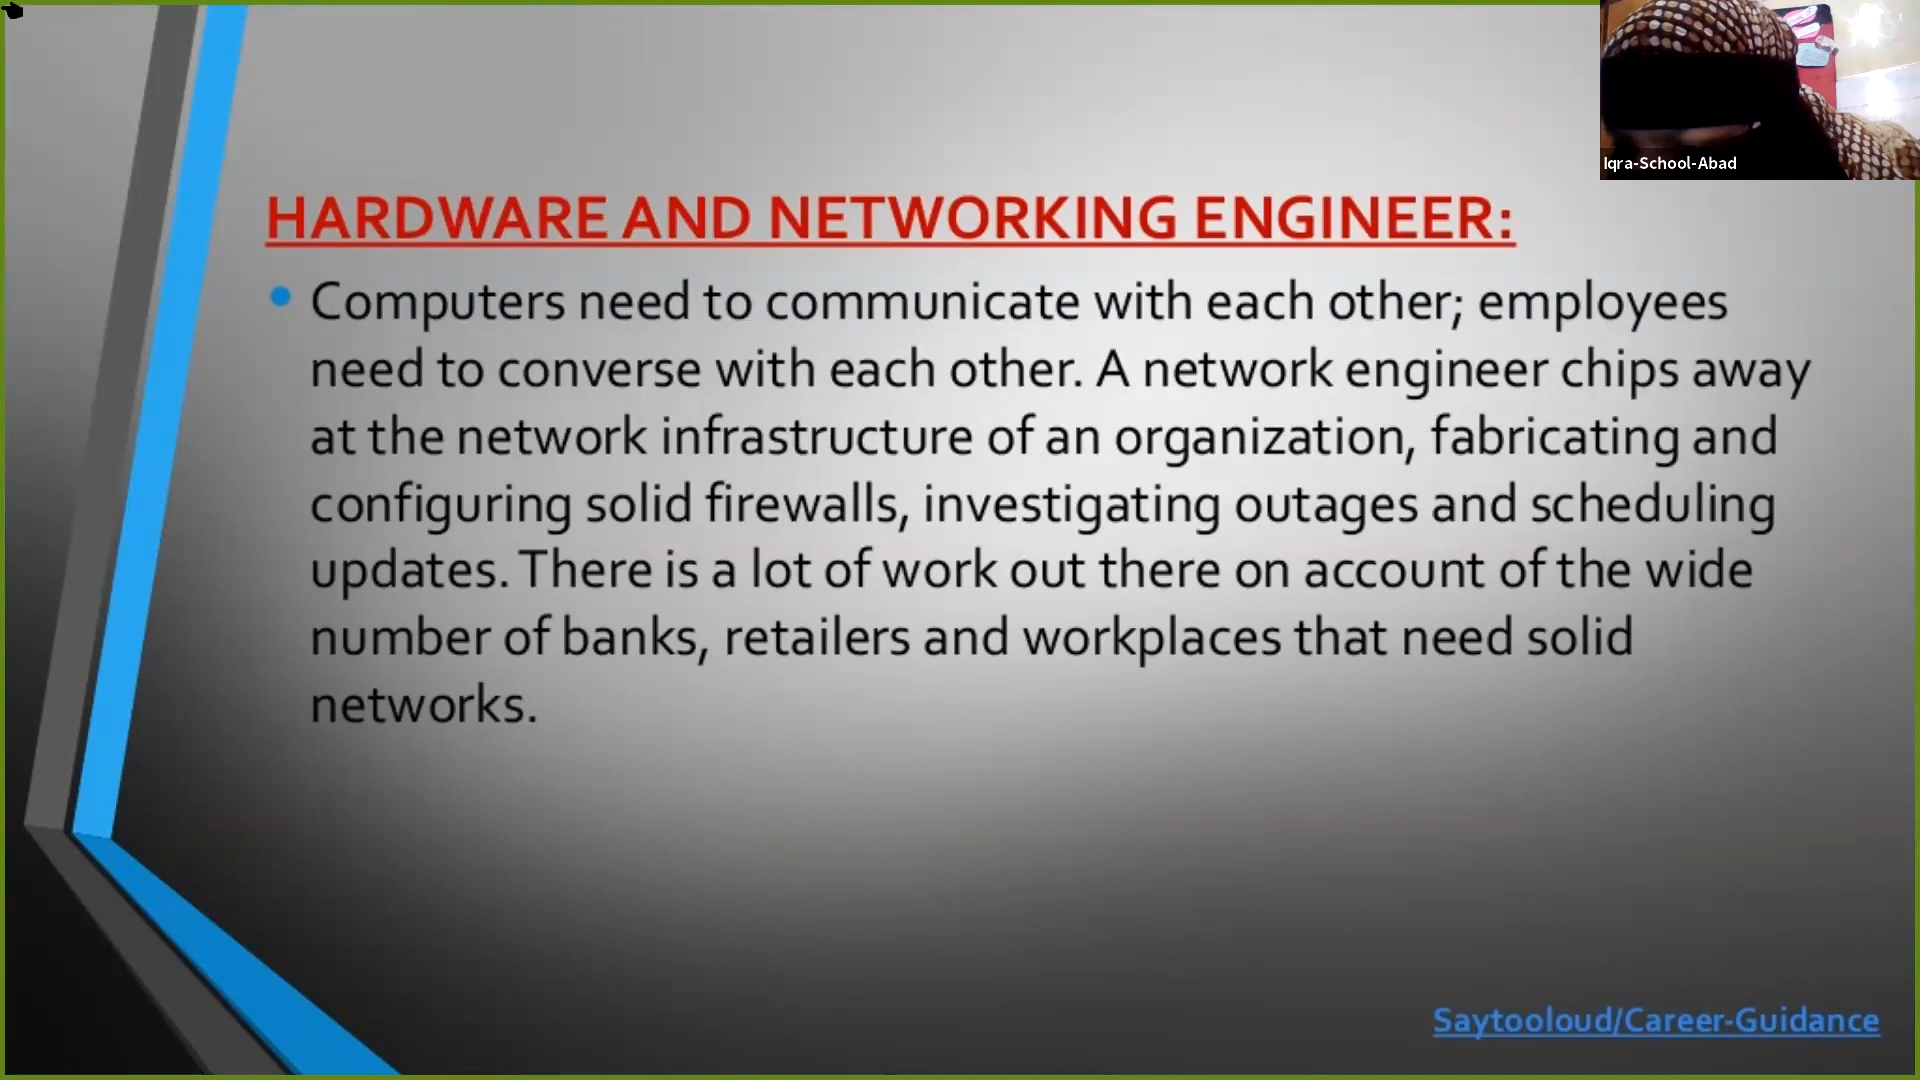 Iqra-School-Abad
HARDWARE AND NETWORKING ENGINEER:
• Computers need to communicate with each other; employees
need to converse with each other. A network engineer chips away
at the network infrastructure of an organization, fabricating and
configuring solid firewalls, investigating outages and scheduling
updates. There is a lot of work out there on account of the wide
number of banks, retailers and workplaces that need solid
networks.
Saytooloud/Career-Guidance